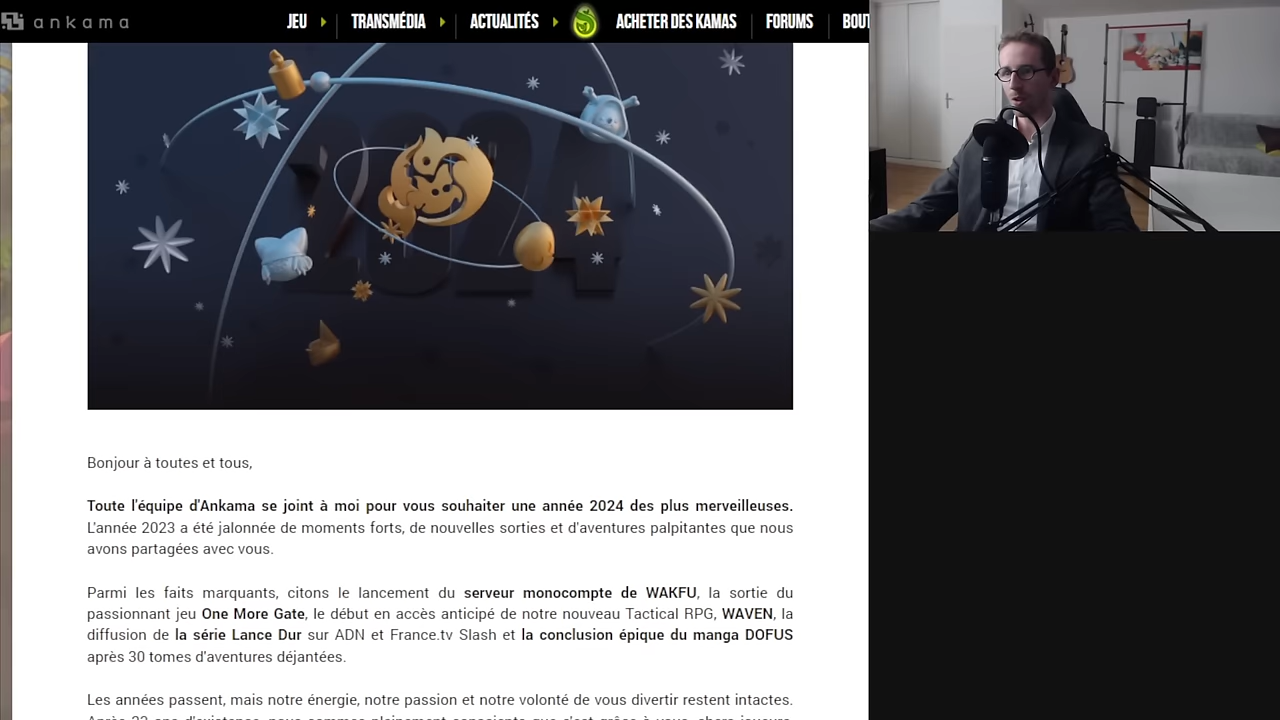 ankama
JEU
TRANSMÉDIA
ACTUALITÉS
ACHETER DES KAMAS
FORUMS
BOUT
2024
Bonjour à toutes et tous,
Toute l'équipe d'Ankama se joint à moi pour vous souhaiter une année 2024 des plus merveilleuses.
L'année 2023 a été jalonnée de moments forts, de nouvelles sorties et d'aventures palpitantes que nous
avons partagées avec vous.
Parmi les faits marquants, citons le lancement du serveur monocompte de WAKFU, la sortie du
passionnant jeu One More Gate, le début en accès anticipé de notre nouveau Tactical RPG, WAVEN, la
diffusion de la série Lance Dur sur ADN et France.tv Slash et la conclusion épique du manga DOFUS
après 30 tomes d'aventures déjantées.
Les années passent, mais notre énergie, notre passion et notre volonté de vous divertir restent intactes.